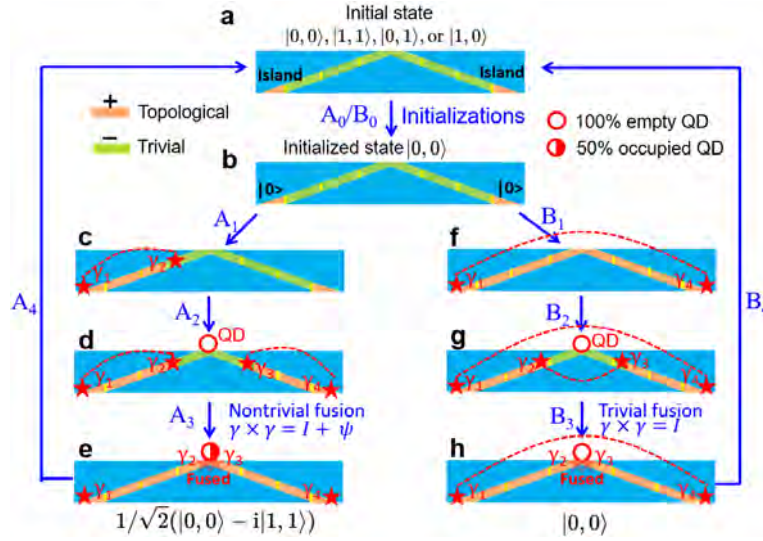 a
Initial state
|0, 0⟩, |1, 1⟩, |0, 1⟩, or |1, 0⟩
Island
Island
+
Topological
−
Trivial
A₀/B₀
Initializations
100% empty QD
50% occupied QD
b
Initialized state |0, 0⟩
|0>
|0>
A₁
B₁
c
γ₁
γ₂
f
γ₁
γ₄
A₄
A₂
B₂
d
QD
γ₁
γ₂
γ₃
γ₄
g
QD
γ₁
γ₂
γ₃
γ₄
A₃
Nontrivial fusion
γ × γ = I + ψ
B₃
Trivial fusion
γ × γ = I
e
γ₂
γ₃
Fused
γ₁
γ₄
h
γ₂
γ₂
Fused
γ₁
γ₄
1/√2(|0, 0⟩ − i|1, 1⟩)
|0, 0⟩